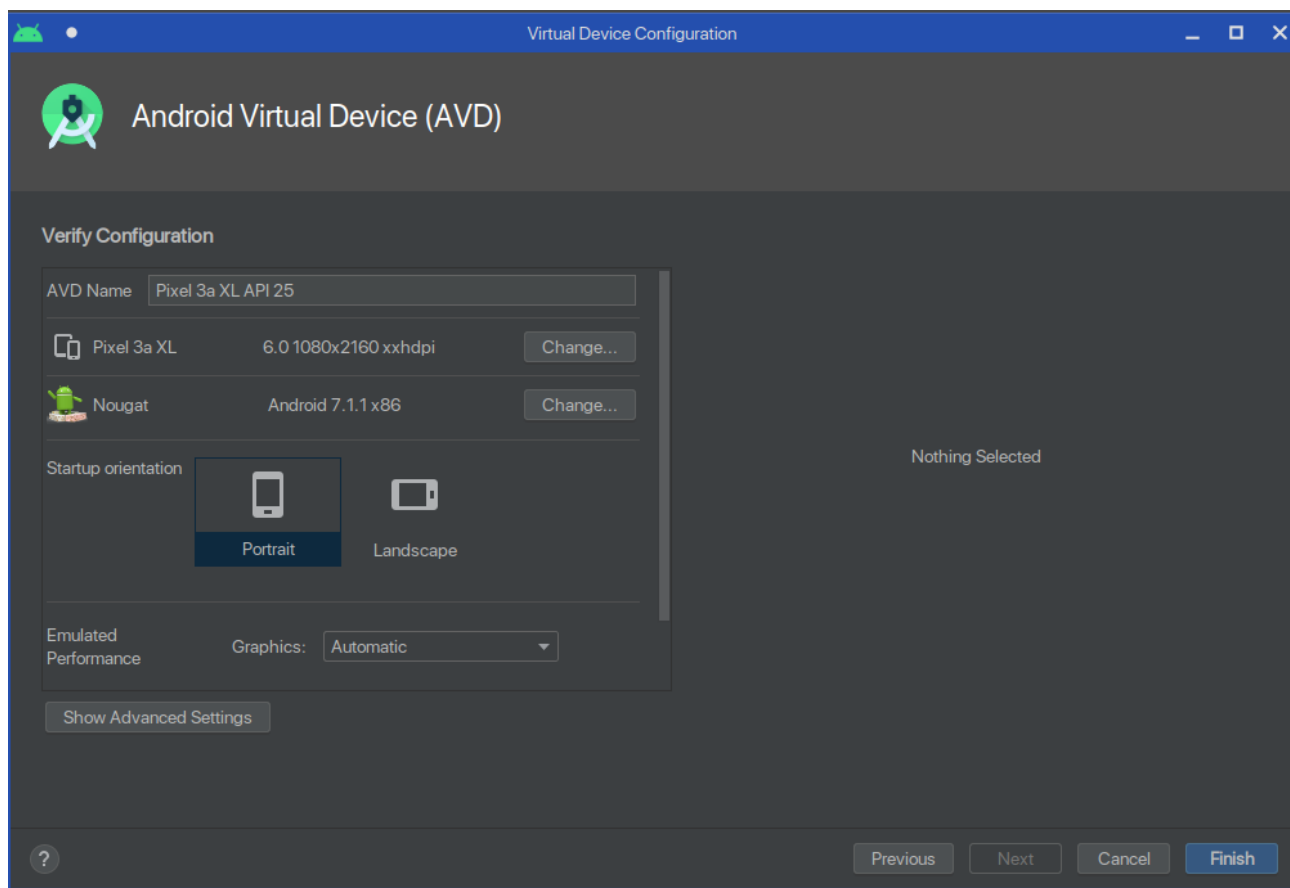 Virtual Device Configuration
Android Virtual Device (AVD)
Verify Configuration
AVD Name Pixel 3a XL API 25
Pixel 3a XL 6.0 1080x2160 xxhdpi Change...
Nougat Android 7.1.1 x86 Change...
Nothing Selected
Startup orientation
Portrait Landscape
Emulated
Performance
Graphics: Automatic
Show Advanced Settings
? Previous Next Cancel Finish